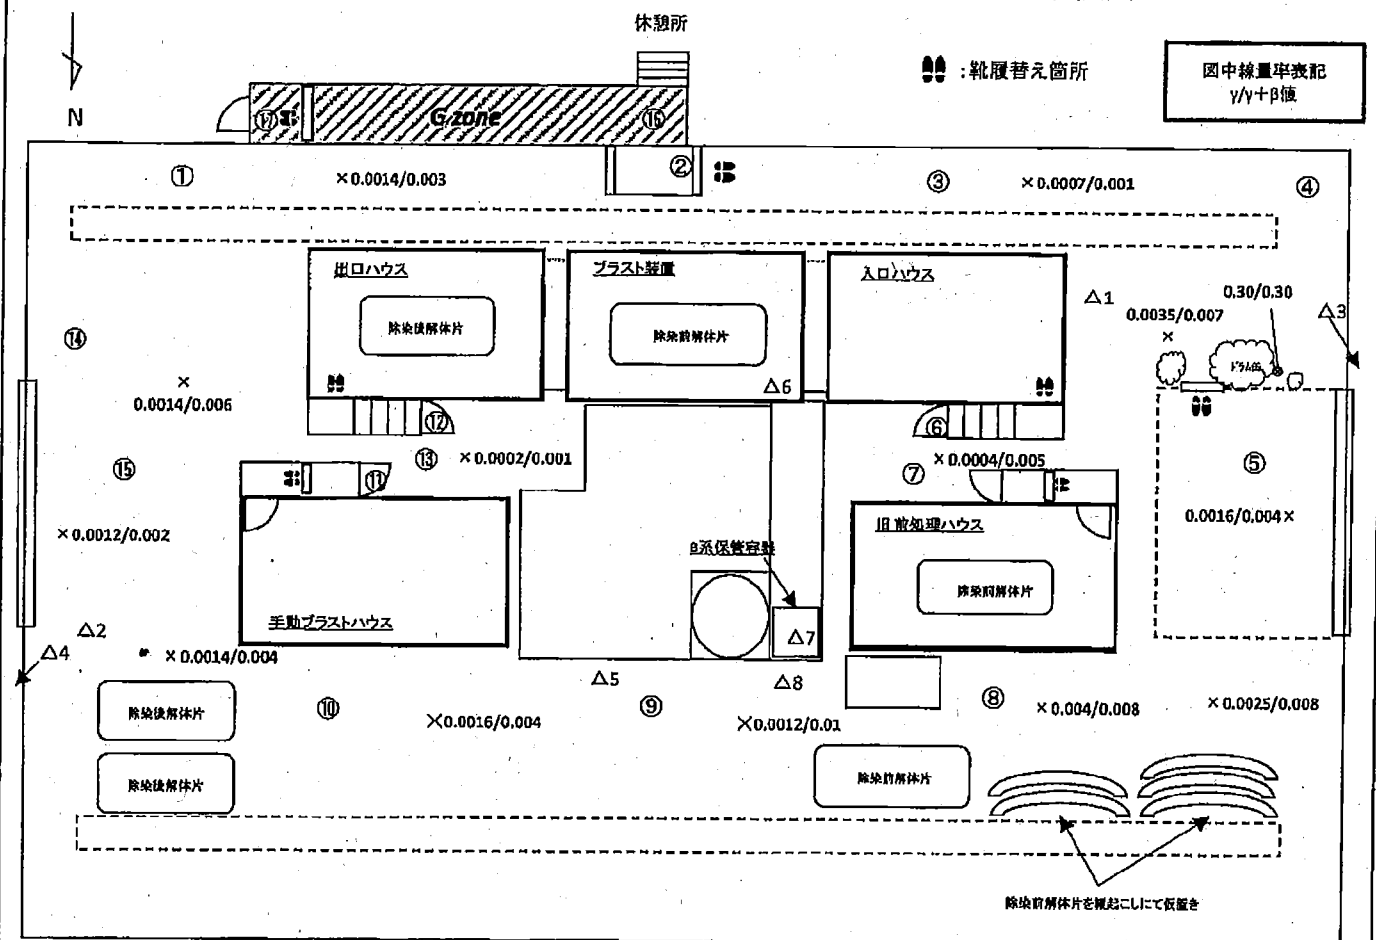 休憩所
:靴履替え箇所
図中線量率表記
γ/γ+β値
N
⑰
G zone
⑯
①
×0.0014/0.003
②
③
×0.0007/0.001
④
出口ハウス
除染後解体片
ブラスト装置
除染前解体片
△6
入口ハウス
△1
0.30/0.30
0.0035/0.007
×
△3
ドラム缶
⑭
×
0.0014/0.006
⑫
⑥
⑬
×0.0002/0.001
⑦
×0.0004/0.005
⑤
⑮
⑪
0.0016/0.004×
×0.0012/0.002
旧前処理ハウス
除染前解体片
β系保管容器
手動ブラストハウス
△7
△2
△4
×0.0014/0.004
△5
△8
除染後解体片
⑩
×0.0016/0.004
⑨
×0.0012/0.01
⑧
×0.004/0.008
×0.0025/0.008
除染後解体片
除染前解体片
除染前解体片を縦起こしにて仮置き